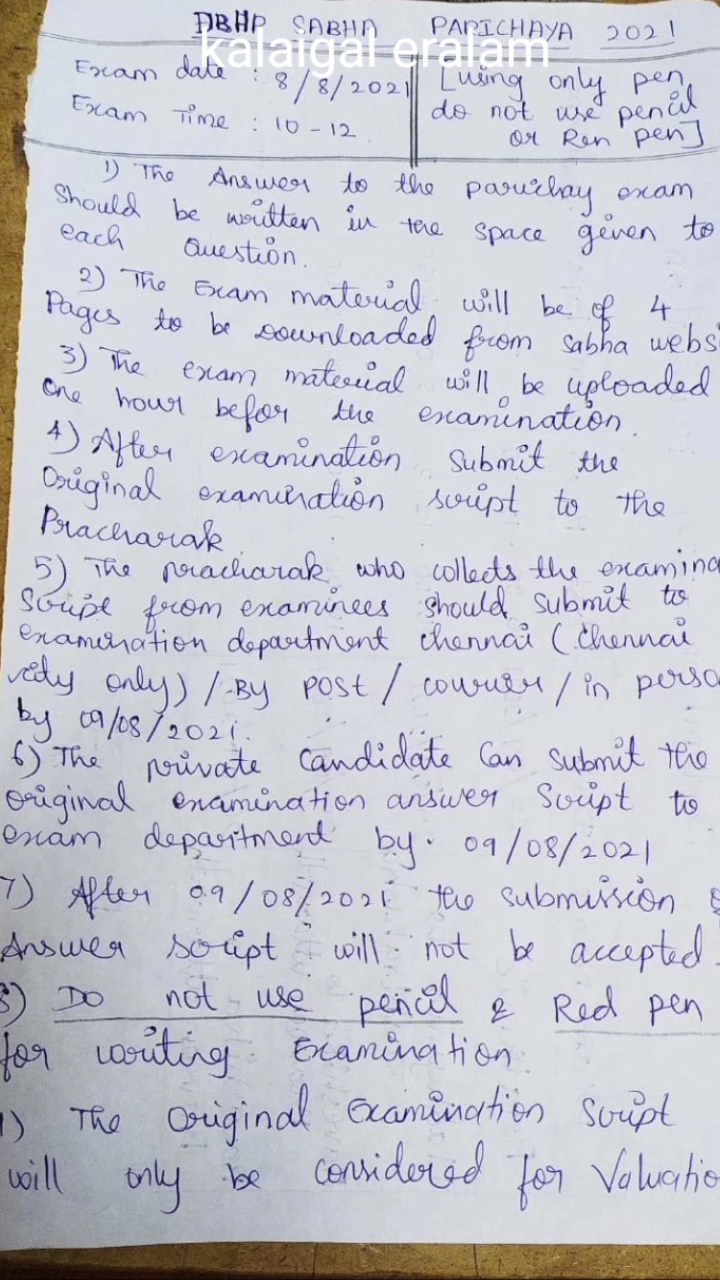 DBHP SABHA PARICHAYA 2021
kalaigal eralam
Exam date : 8/8/2021
Exam Time : 10-12
[using only pen
do not use pencil
or Ren pen]
1) The Answer to the parichay exam
Should be written in the space given to
each Question.
2) The Exam material will be of 4
Pages to be Downloaded from sabha webs
3) The exam material will be uploaded
One hour befor the examination.
4) After examination Submit the
Original examination script to the
Pracharak
5) The pracharak who collects the examina
Script from examinees should submit to
examination department chennai (Chennai
only) / By POST / courier / in perso
by 09/08/2021.
6) The private Candidate Can submit the
original examination answer Script to
exam department by. 09/08/2021
7) After 09/08/2021 the submission
Answer script will not be accepted.
8) DO not use pencil & Red pen
for writing Examination
1) The Original Examination Script
will only be considered for Valuatio